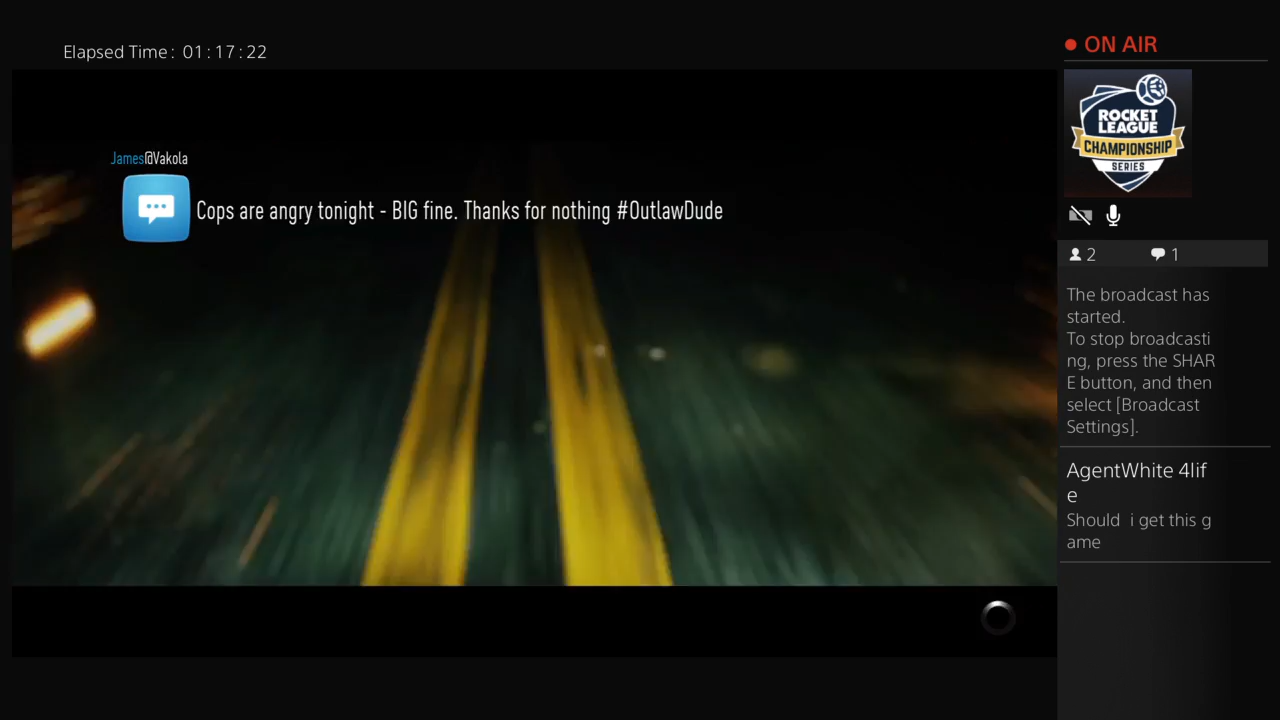 Elapsed Time: 01:17:22
ON AIR
ROCKET
LEAGUE
CHAMPIONSHIP
SERIES
James@Vakola
Cops are angry tonight - BIG fine. Thanks for nothing #OutlawDude
2 1
The broadcast has
started.
To stop broadcasti
ng, press the SHAR
E button, and then
select [Broadcast
Settings].
AgentWhite 4lif
e
Should i get this g
ame